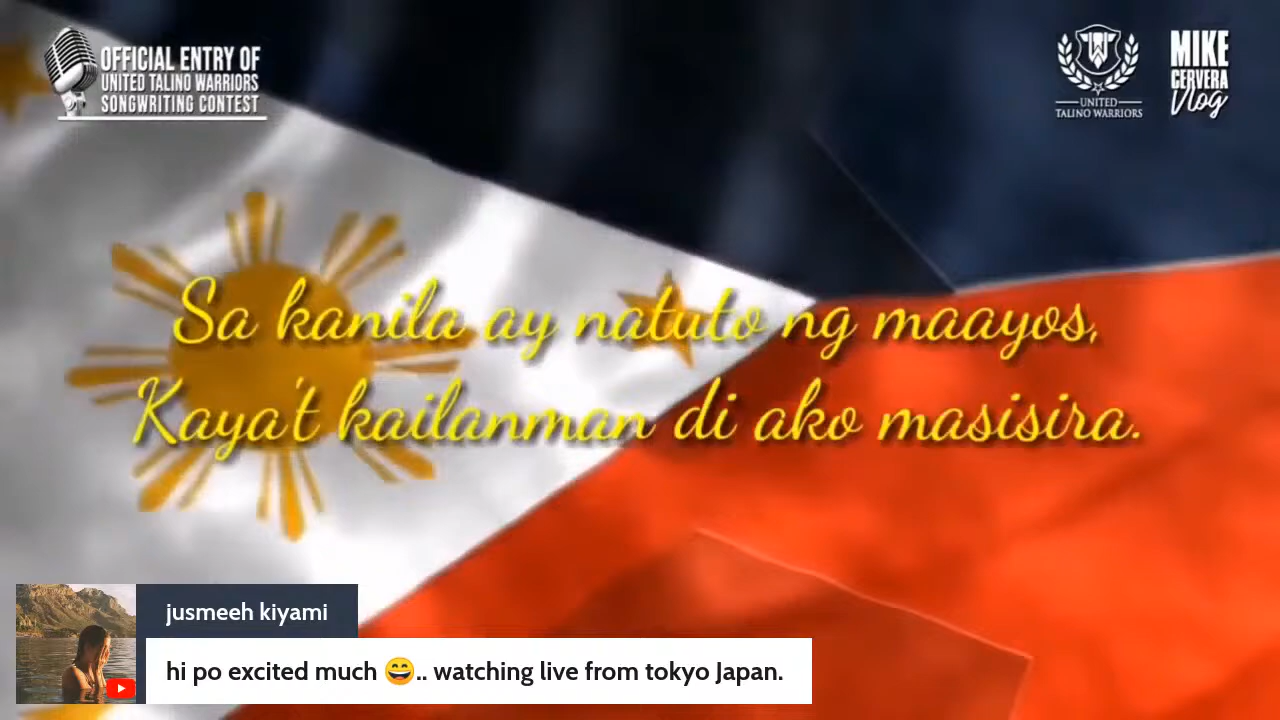 OFFICIAL ENTRY OF
UNITED TALINO WARRIORS
SONGWRITING CONTEST
UNITED
TALINO WARRIORS
MIKE
CERVERA
Vlog
Sa kanila ay natuto ng maayos,
Kaya't kailanman di ako masisira.
jusmeeh kiyami
hi po excited much 😄.. watching live from tokyo Japan.